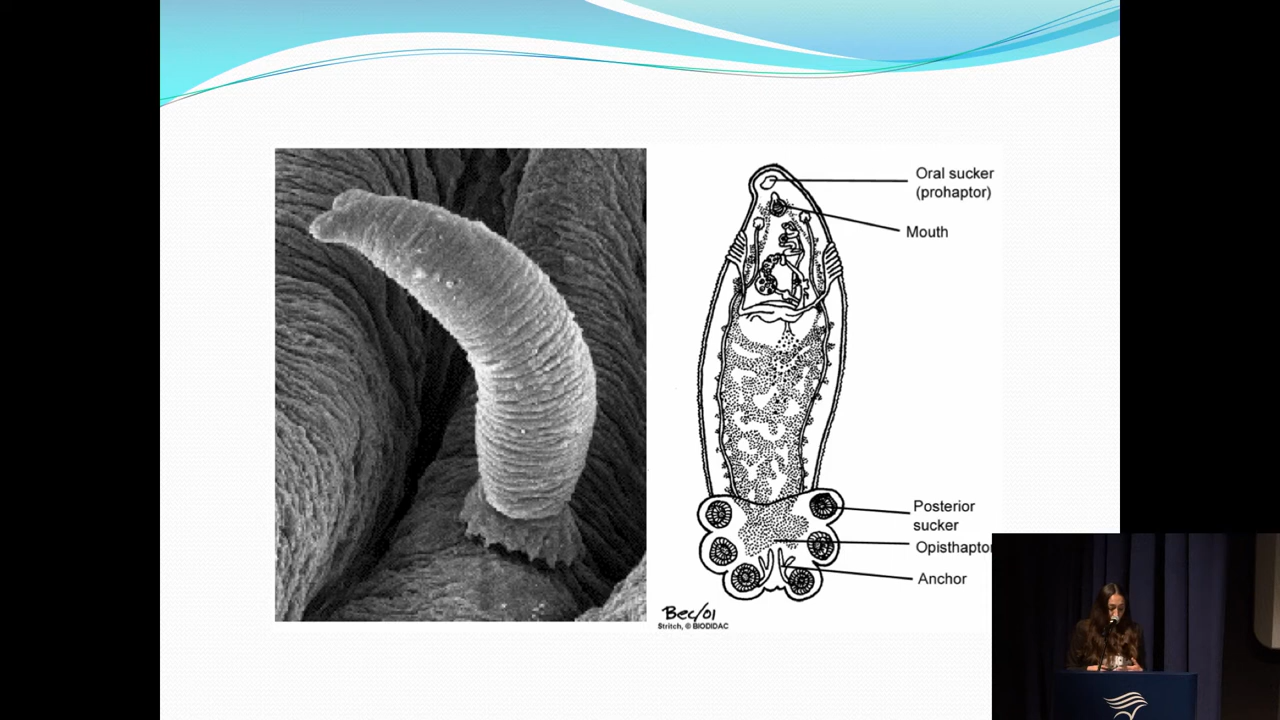 Oral sucker
(prohaptor)
Mouth
Posterior
sucker
Opisthaptor
Anchor
Bec/01
Stritch, © BIODIDAC